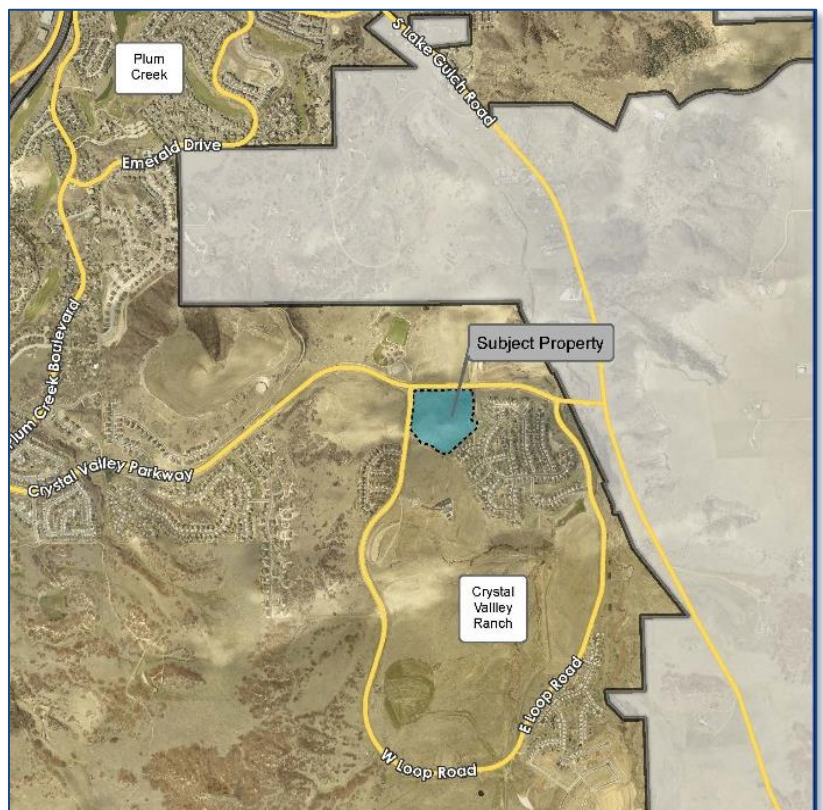 Plum
Creek
S Lake Gulch Road
Emerald Drive
Plum Creek Boulevard
Subject Property
Crystal Valley Parkway
Crystal
Vallley
Ranch
E Loop Road
W Loop Road